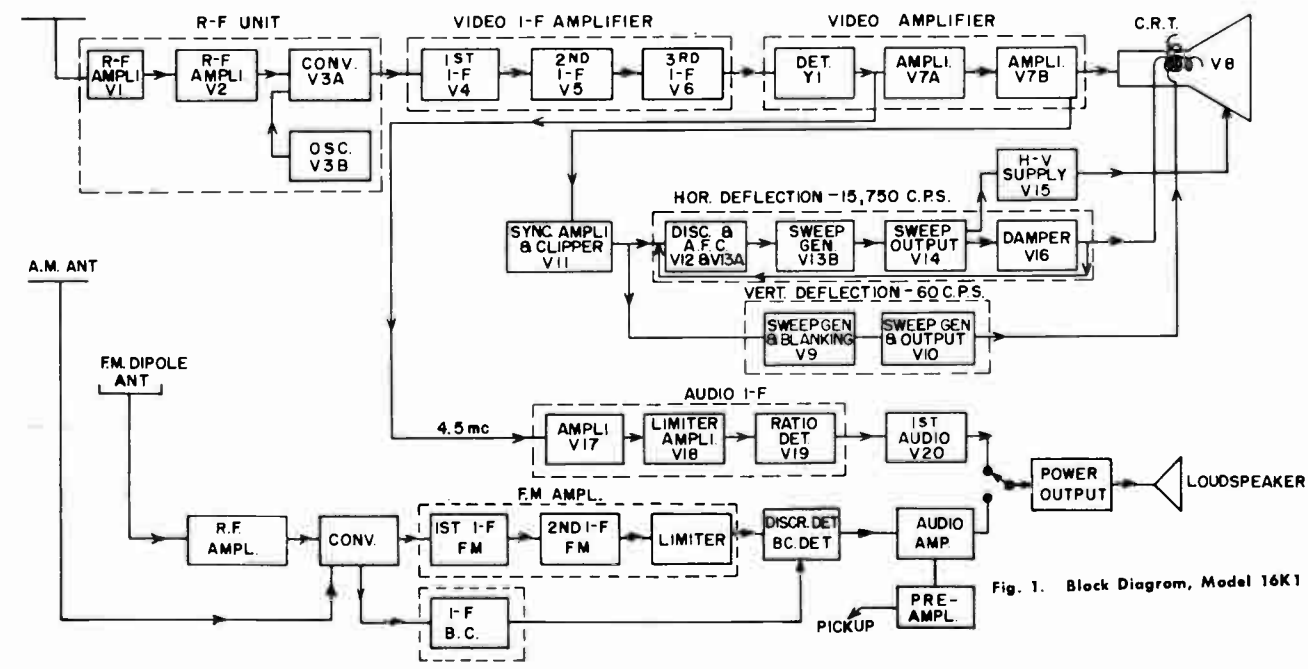 R-F UNIT
VIDEO I-F AMPLIFIER
VIDEO AMPLIFIER
C.R.T.
R-F
AMPLI
V1
R-F
AMPLI.
V2
CONV.
V3A
1ST
I-F
V4
2ND
I-F
V5
3RD
I-F
V6
DET.
Y1
AMPLI.
V7A
AMPLI.
V7B
V8
OSC.
V3B
H-V
SUPPLY
V15
HOR. DEFLECTION -15,750 C.P.S.
SYNC. AMPLI
& CLIPPER
V11
DISC. &
A.F.C.
V12 & V13A
SWEEP
GEN.
V13B
SWEEP
OUTPUT
V14
DAMPER
V16
A.M. ANT
VERT. DEFLECTION -60 C.P.S.
SWEEP GEN
& BLANKING
V9
SWEEP GEN
& OUTPUT
V10
F.M. DIPOLE
ANT
AUDIO I-F
4.5 mc
AMPLI
V17
LIMITER
AMPLI.
V18
RATIO
DET.
V19
1ST
AUDIO
V20
POWER
OUTPUT
LOUDSPEAKER
F.M AMPL.
R.F.
AMPL.
CONV.
1ST I-F
FM
2ND I-F
FM
LIMITER
DISCR. DET
BC. DET
AUDIO
AMP.
I-F
B.C.
PRE-
AMPL.
PICKUP
Fig. 1. Block Diagram, Model 16K1